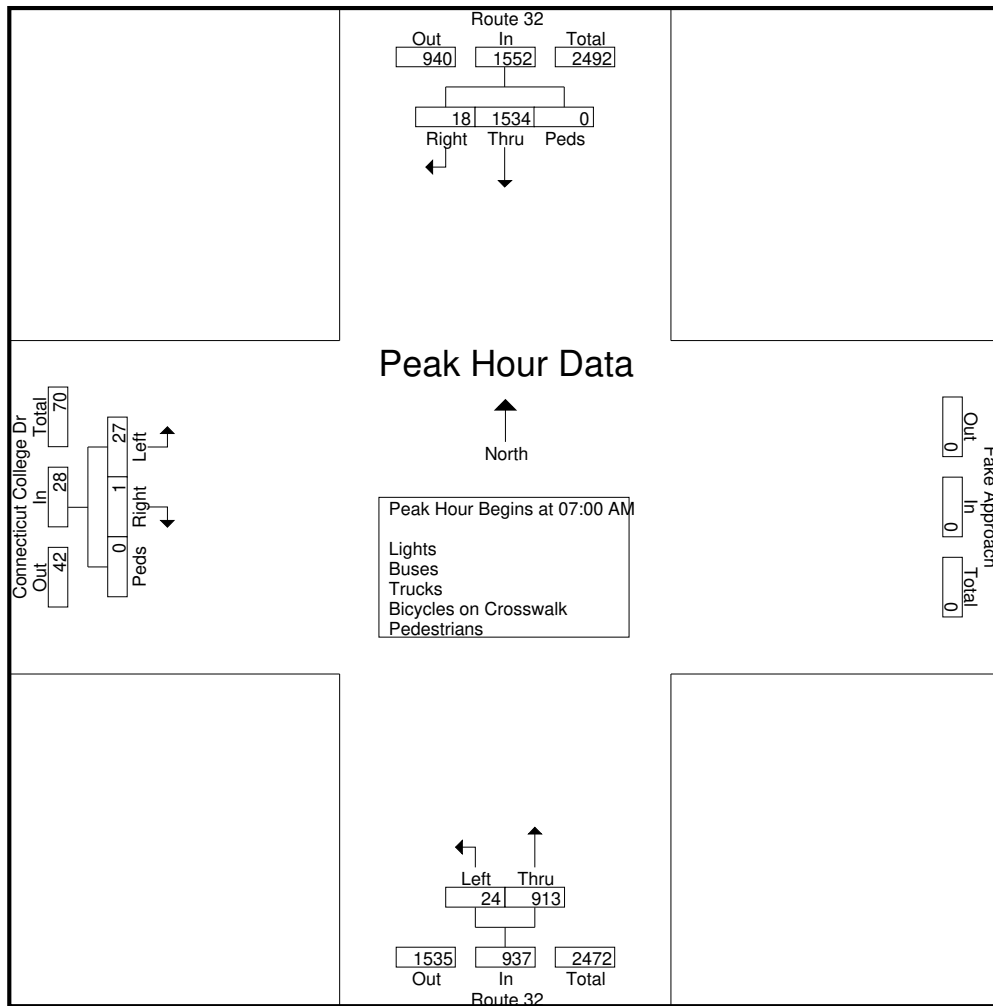 Route 32
Out In Total
940 1552 2492
18 1534 0
Right Thru Peds
Peak Hour Data
North
Peak Hour Begins at 07:00 AM
Lights
Buses
Trucks
Bicycles on Crosswalk
Pedestrians
Connecticut College Dr
Out In Total
42 28 70
0 1 27
Peds Right Left
Fake Approach
Out In Total
0 0 0
Left Thru
24 913
1535 937 2472
Out In Total
Route 32